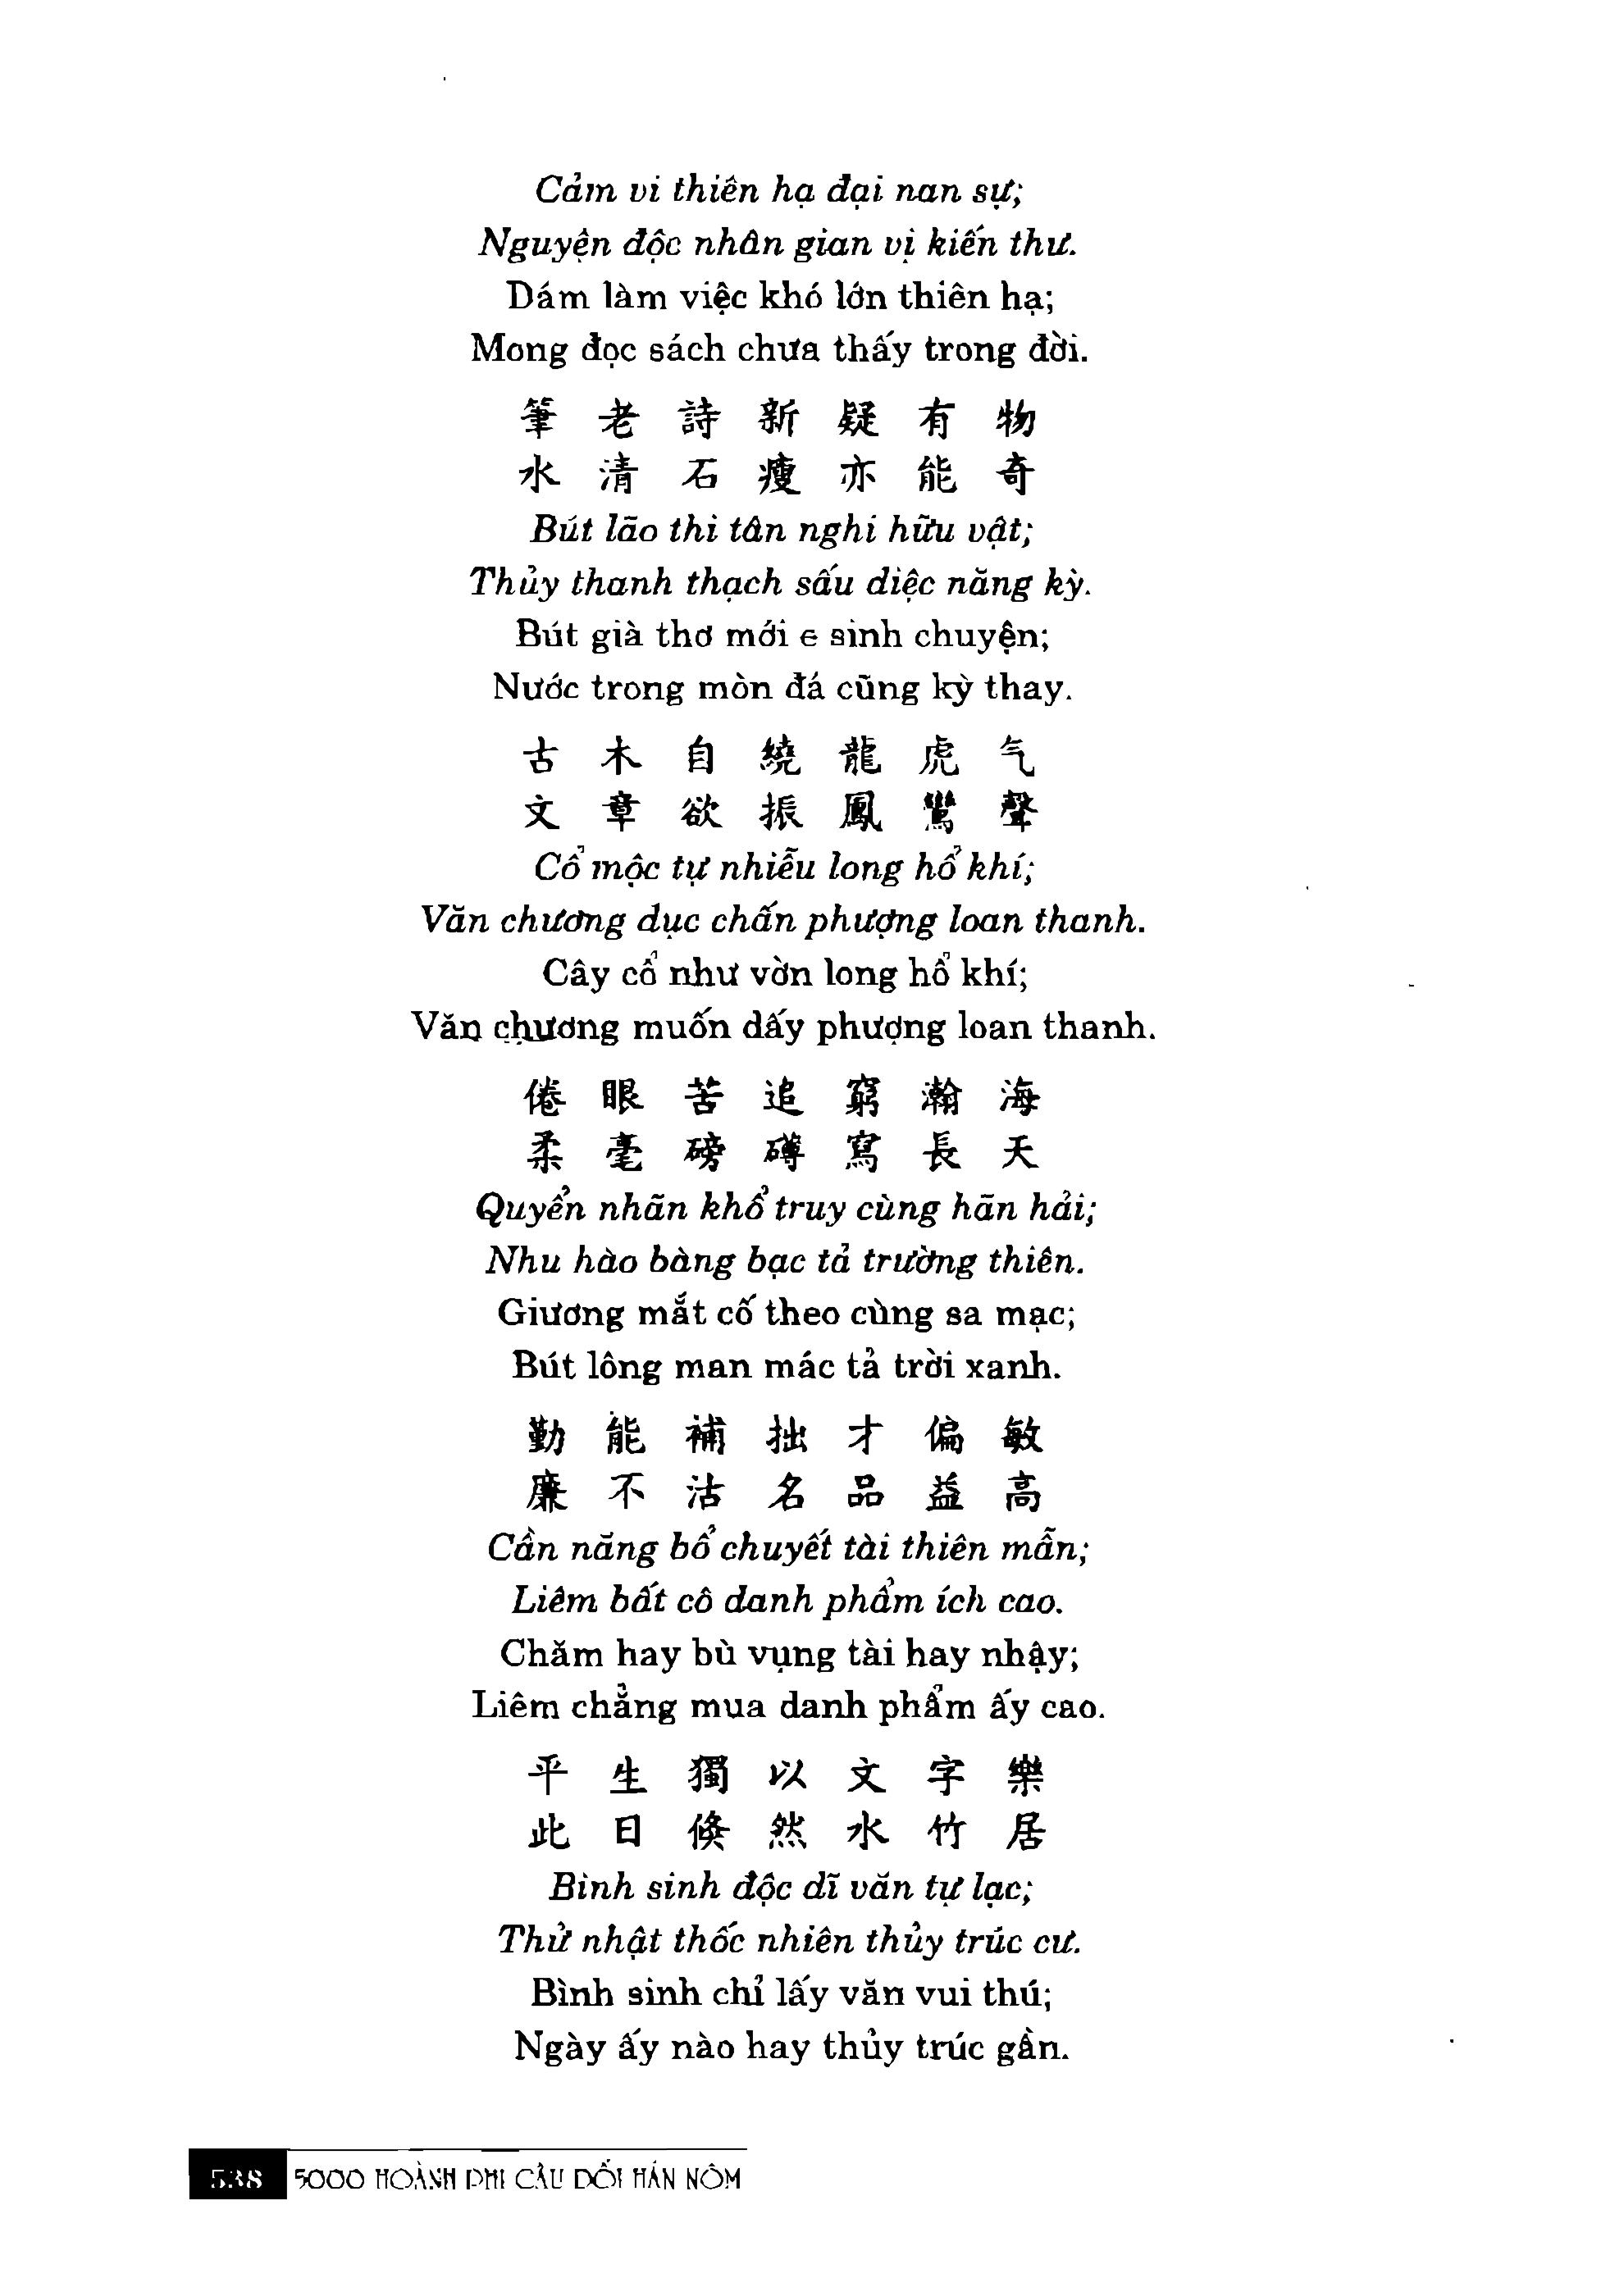 Cảm vi thiên hạ đại nan sự;
Nguyện độc nhân gian vị kiến thư.
Dám làm việc khó lớn thiên hạ;
Mong đọc sách chưa thấy trong đời.
筆老詩新疑有物
水清石瘦亦能奇
Bút lão thi tân nghi hữu vật;
Thủy thanh thạch sấu diệc năng kỳ.
Bút già thơ mới e sinh chuyện;
Nước trong mòn đá cũng kỳ thay.
古木自繞龍虎气
文章欲振鳳鸞聲
Cổ mộc tự nhiễu long hổ khí;
Văn chương dục chấn phượng loan thanh.
Cây cổ như vờn long hổ khí;
Văn chương muốn dấy phượng loan thanh.
倦眼苦追窮瀚海
柔毫磅礡寫長天
Quyển nhãn khổ truy cùng hãn hải;
Nhu hào bàng bạc tả trường thiên.
Giương mắt cố theo cùng sa mạc;
Bút lông man mác tả trời xanh.
勤能補拙才偏敏
廉不沽名品益高
Cần năng bổ chuyết tài thiên mẫn;
Liêm bất cô danh phẩm ích cao.
Chăm hay bù vụng tài hay nhậy;
Liêm chẳng mua danh phẩm ấy cao.
平生獨以文字樂
此日倏然水竹居
Bình sinh độc dĩ văn tự lạc;
Thử nhật thốc nhiên thủy trúc cư.
Bình sinh chỉ lấy văn vui thú;
Ngày ấy nào hay thủy trúc gần.
538 5000 HOÀNH PHI CÂU ĐỐI HÁN NÔM